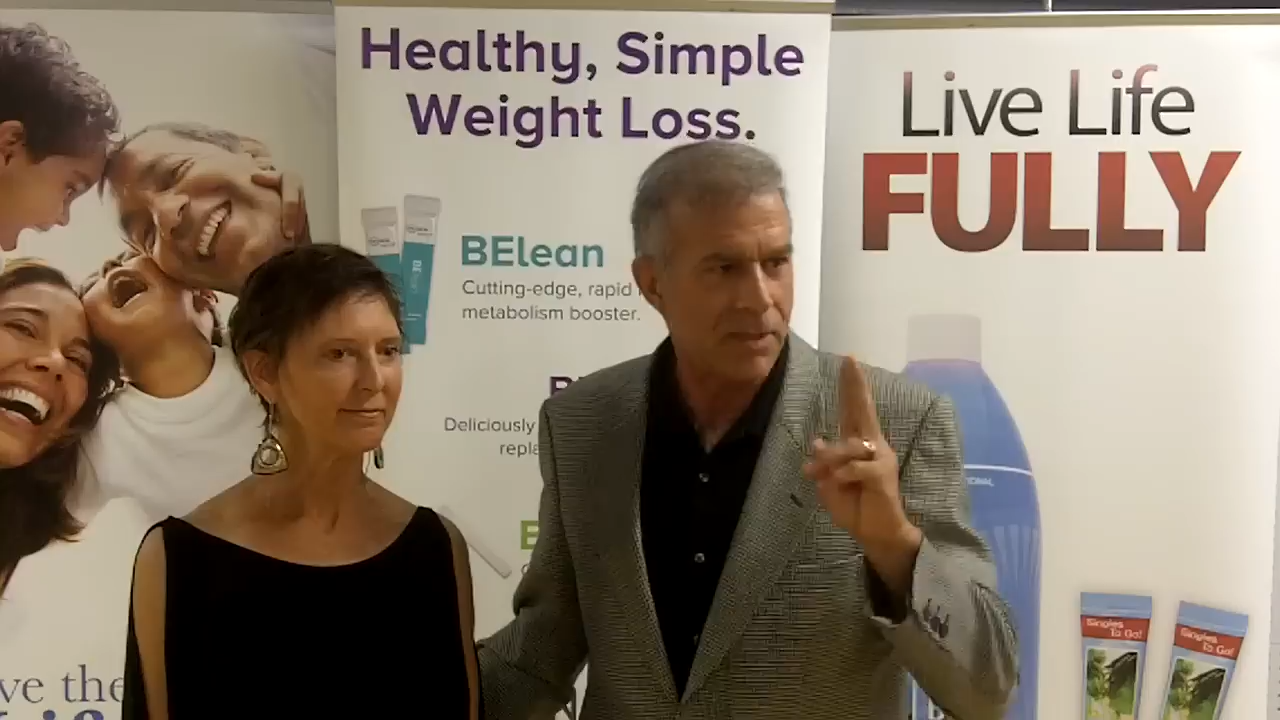 Healthy, Simple
Weight Loss.
BElean
Cutting-edge, rapid
metabolism booster.
Deliciously
Live Life
FULLY
Singles
To Go!
Singles
To Go!
the